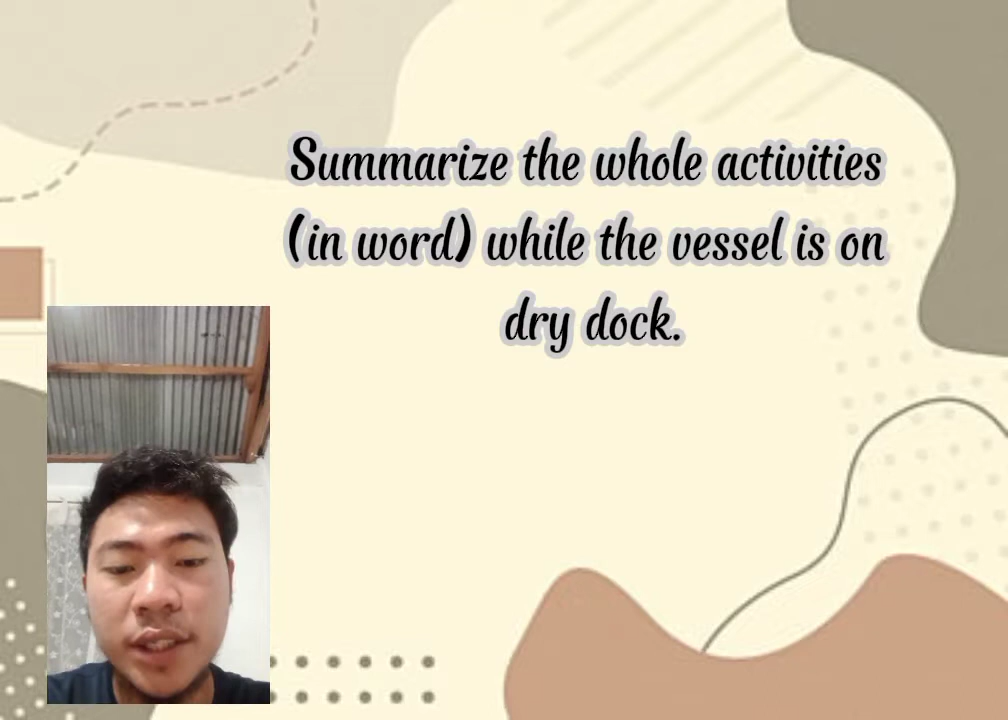 Summarize the whole activities
(in word) while the vessel is on
dry dock.